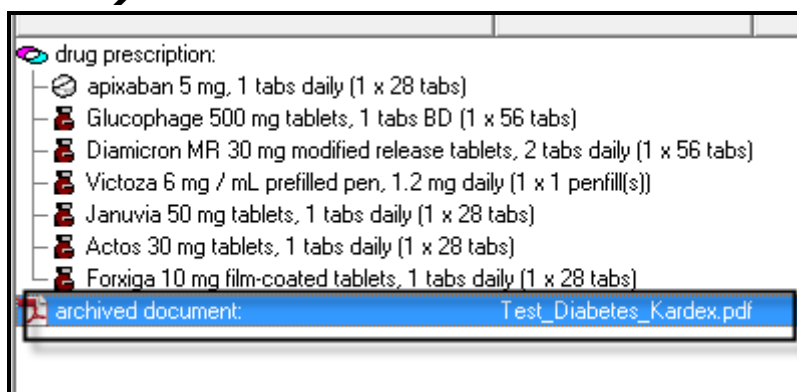 drug prescription:
apixaban 5 mg, 1 tabs daily (1 x 28 tabs)
Glucophage 500 mg tablets, 1 tabs BD (1 x 56 tabs)
Diamicron MR 30 mg modified release tablets, 2 tabs daily (1 x 56 tabs)
Victoza 6 mg / mL prefilled pen, 1.2 mg daily (1 x 1 penfill(s))
Januvia 50 mg tablets, 1 tabs daily (1 x 28 tabs)
Actos 30 mg tablets, 1 tabs daily (1 x 28 tabs)
Forxiga 10 mg film-coated tablets, 1 tabs daily (1 x 28 tabs)
archived document: Test_Diabetes_Kardex.pdf